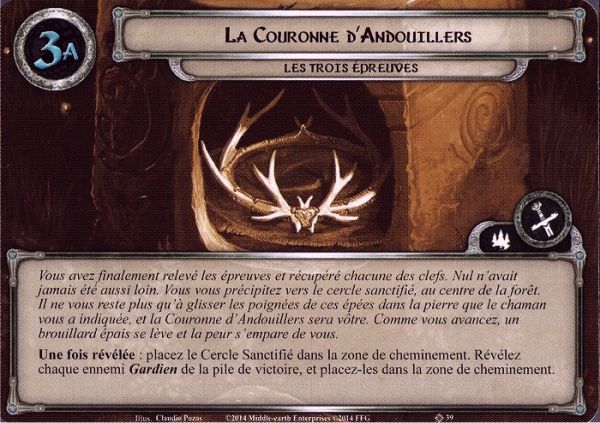 3A
LA COURONNE D'ANDOUILLERS
LES TROIS ÉPREUVES
Vous avez finalement relevé les épreuves et récupéré chacune des clefs. Nul n'avait
jamais été aussi loin. Vous vous précipitez vers le cercle sanctifié, au centre de la forêt.
Il ne vous reste plus qu'à glisser les poignées de ces épées dans la pierre que le chaman
vous a indiquée, et la Couronne d'Andouillers sera vôtre. Comme vous avancez, un
brouillard épais se lève et la peur s'empare de vous.
Une fois révélée : placez le Cercle Sanctifié dans la zone de cheminement. Révélez
chaque ennemi Gardien de la pile de victoire, et placez-les dans la zone de cheminement.
Illus. Claudio Pozas ©2014 Middle-earth Enterprises ©2014 FFG 39